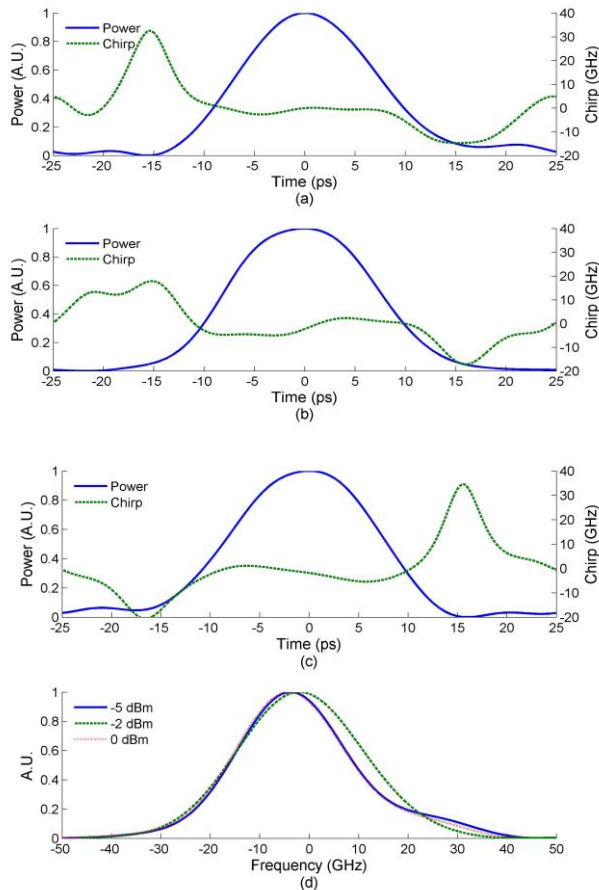 1
0.8
0.6
0.4
0.2
0
Power (A.U.)
Power
Chirp
40
30
20
10
0
-10
-20
Chirp (GHz)
-25 -20 -15 -10 -5 0 5 10 15 20 25
Time (ps)
(a)
1
0.8
0.6
0.4
0.2
0
Power (A.U.)
Power
Chirp
40
30
20
10
0
-10
-20
Chirp (GHz)
-25 -20 -15 -10 -5 0 5 10 15 20 25
Time (ps)
(b)
1
0.8
0.6
0.4
0.2
0
Power (A.U.)
Power
Chirp
40
30
20
10
0
-10
-20
Chirp (GHz)
-25 -20 -15 -10 -5 0 5 10 15 20 25
Time (ps)
(c)
1
0.8
0.6
0.4
0.2
0
A.U.
-5 dBm
-2 dBm
0 dBm
-50 -40 -30 -20 -10 0 10 20 30 40 50
Frequency (GHz)
(d)